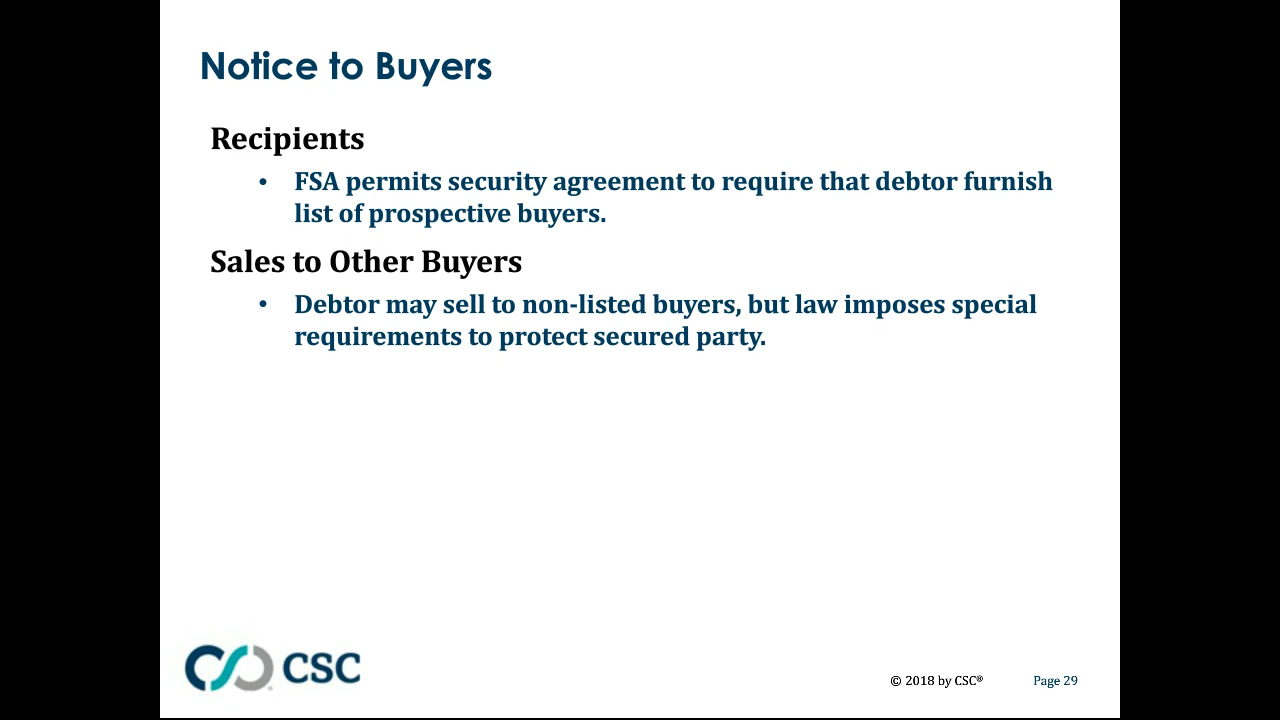 Notice to Buyers
Recipients
• FSA permits security agreement to require that debtor furnish
list of prospective buyers.
Sales to Other Buyers
• Debtor may sell to non-listed buyers, but law imposes special
requirements to protect secured party.
CSC
© 2018 by CSC® Page 29